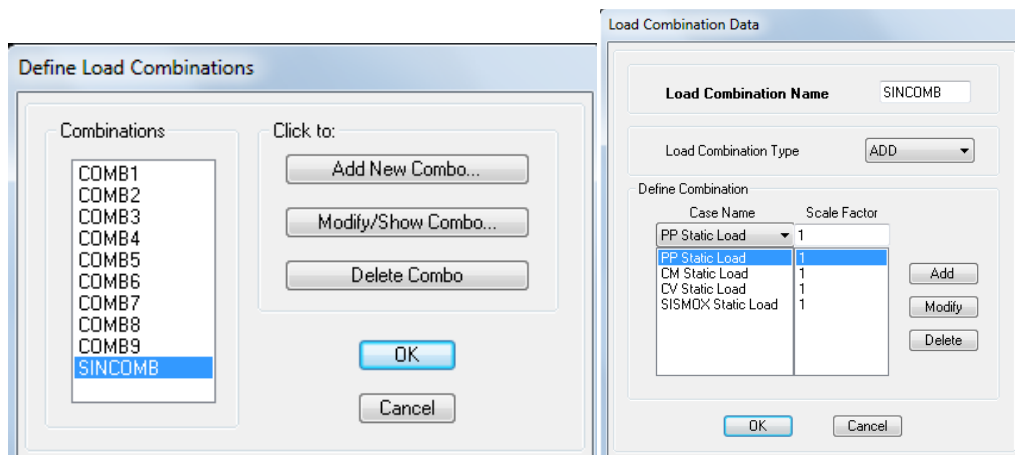 Define Load Combinations
Combinations
COMB1
COMB2
COMB3
COMB4
COMB5
COMB6
COMB7
COMB8
COMB9
SINCOMB
Click to:
Add New Combo...
Modify/Show Combo...
Delete Combo
OK
Cancel
Load Combination Data
Load Combination Name SINCOMB
Load Combination Type ADD
Define Combination
Case Name Scale Factor
PP Static Load 1
PP Static Load 1
CM Static Load 1
CV Static Load 1
SISMOX Static Load 1
Add
Modify
Delete
OK Cancel